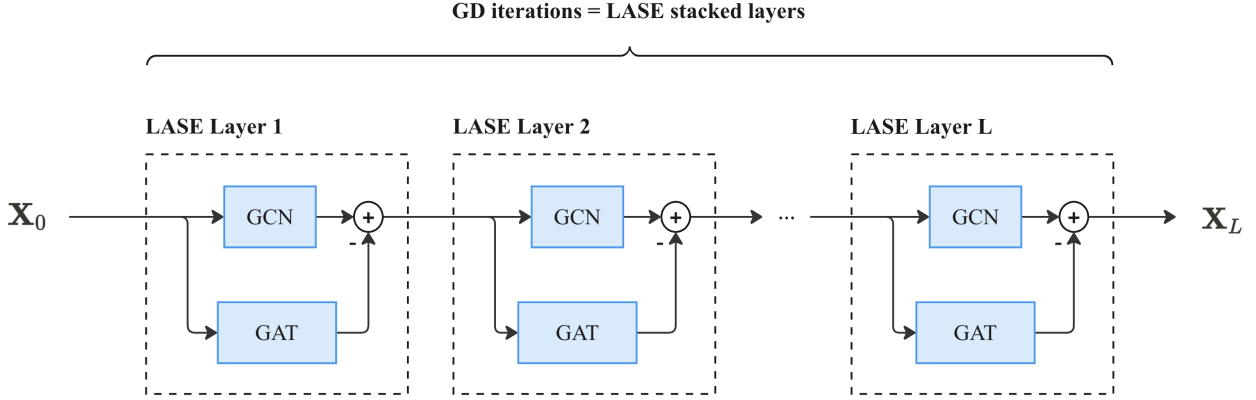 GD iterations = LASE stacked layers
LASE Layer 1
LASE Layer 2
LASE Layer L
X₀
GCN
+
-
GAT
GCN
+
-
GAT
...
GCN
+
-
GAT
X_L